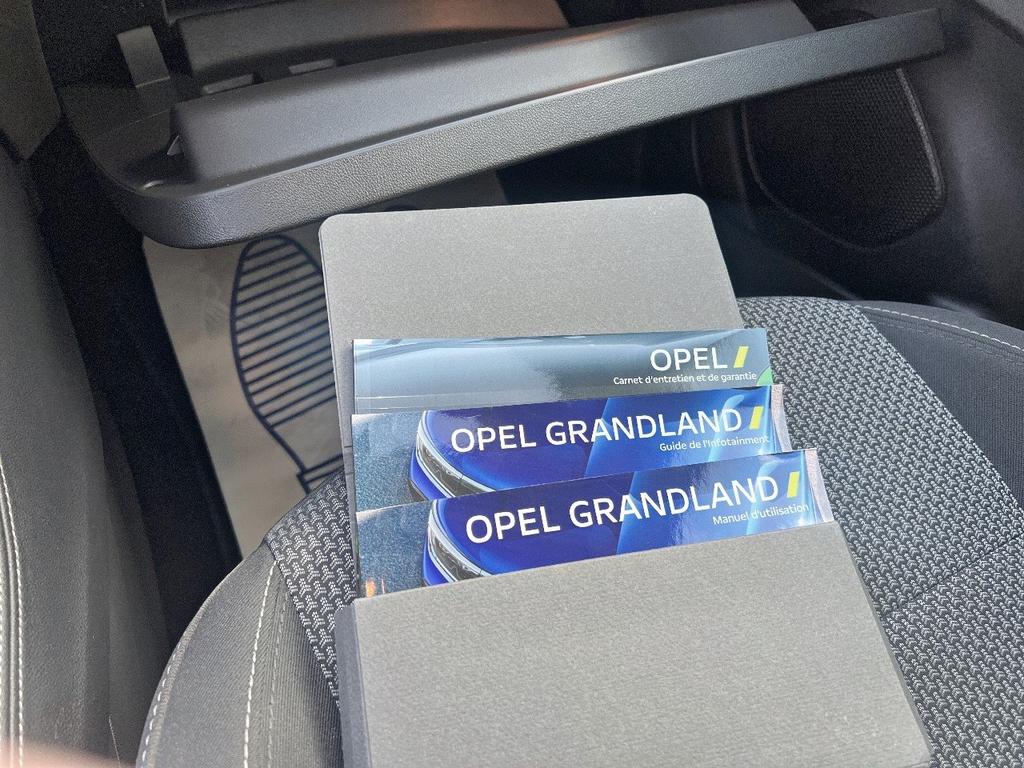 OPEL
Carnet d'entretien et de garantie
OPEL GRANDLAND
Guide de l'Infotainment
OPEL GRANDLAND
Manuel d'utilisation